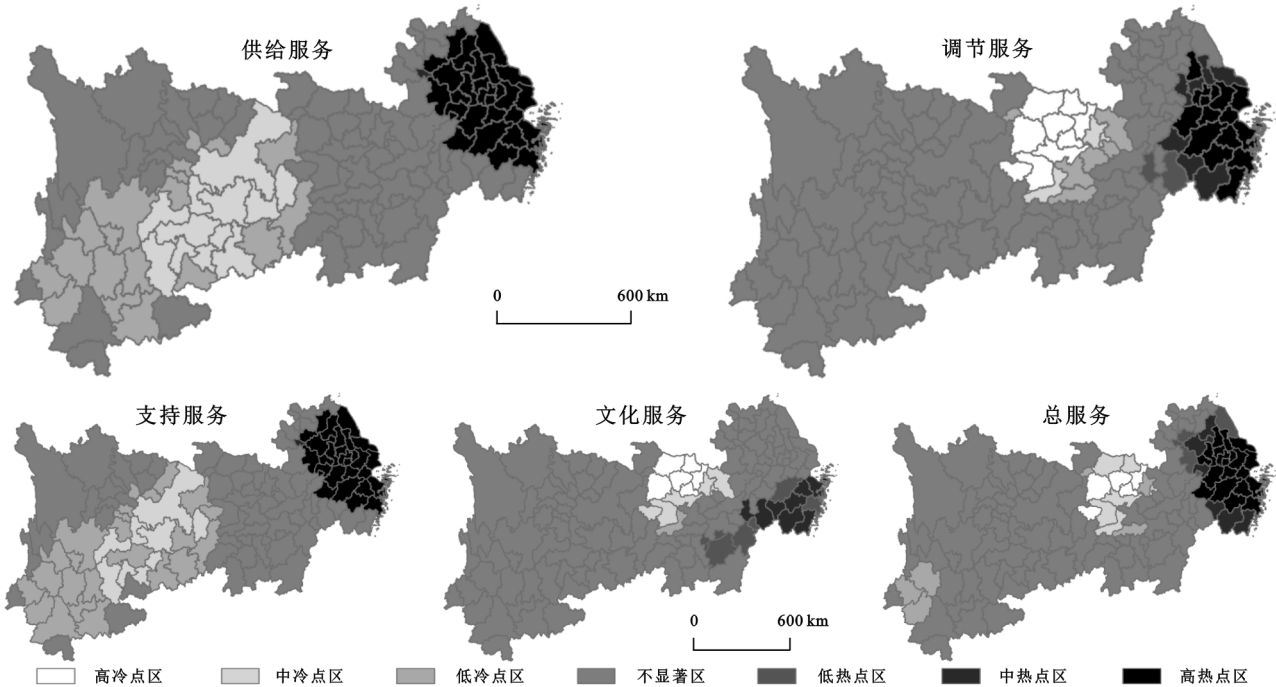 供给服务
调节服务
0 600 km
支持服务
文化服务
总服务
0 600 km
高冷点区 中冷点区 低冷点区 不显著区 低热点区 中热点区 高热点区